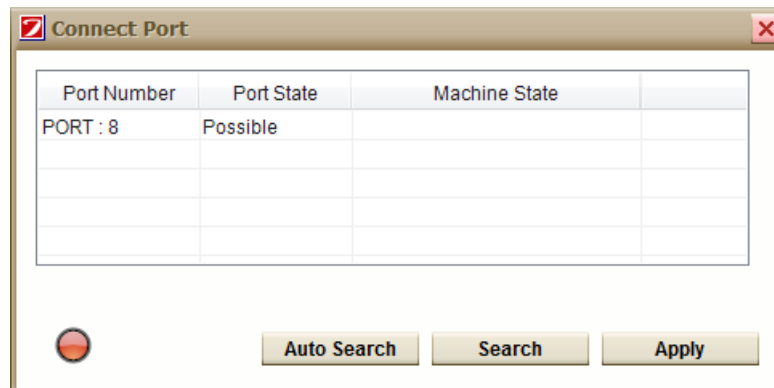 Connect Port
Port Number Port State Machine State
PORT : 8 Possible
Auto Search Search Apply